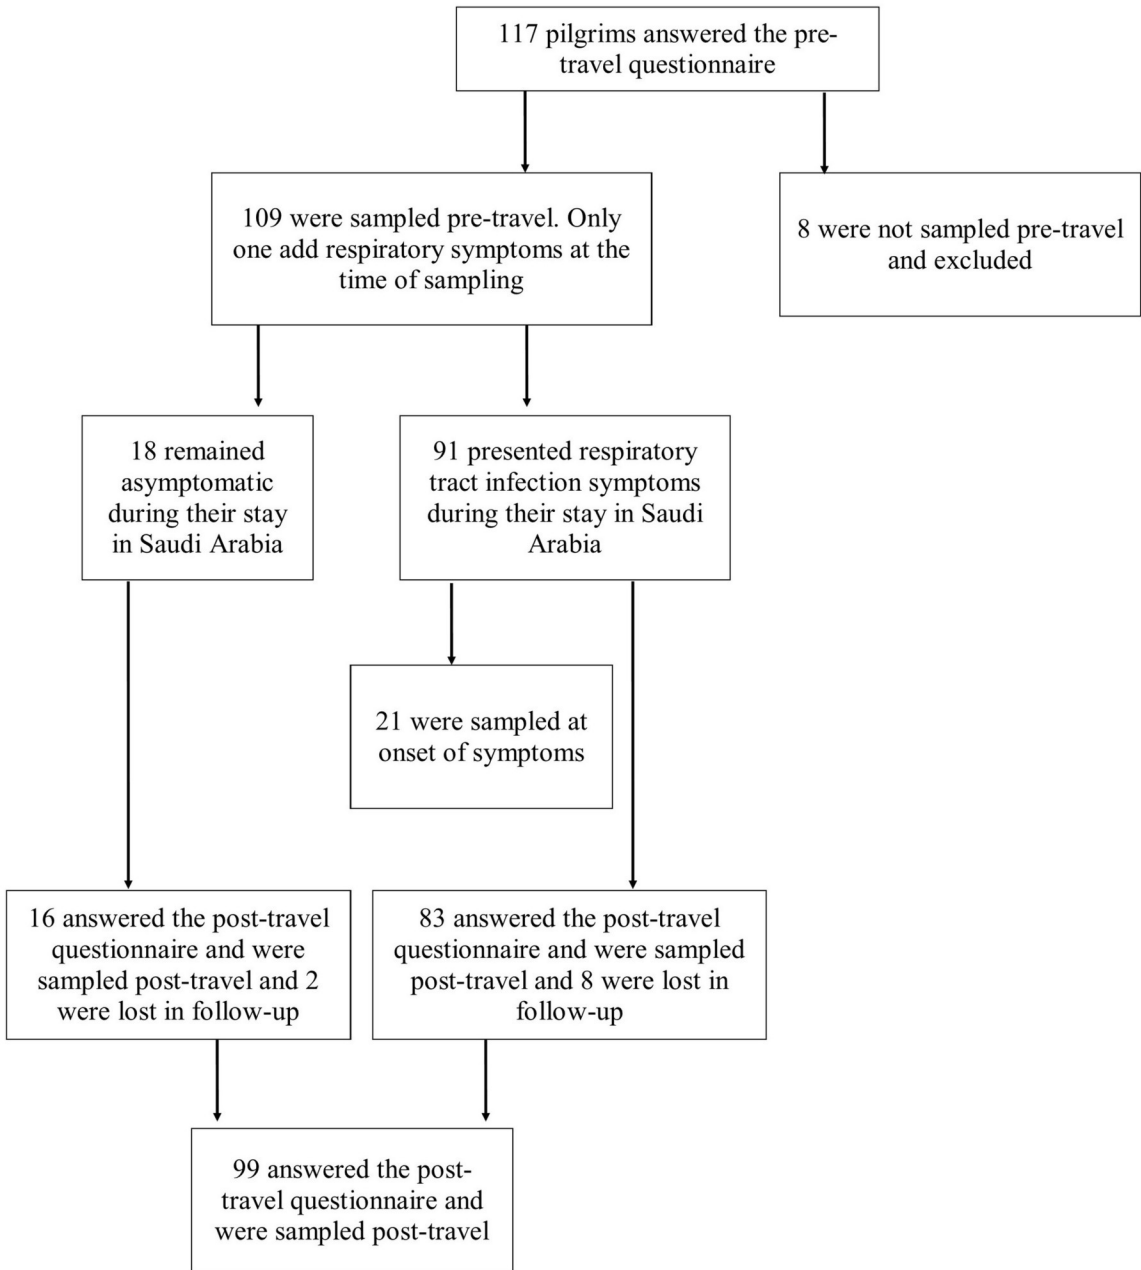 117 pilgrims answered the pre-
travel questionnaire
109 were sampled pre-travel. Only
one add respiratory symptoms at the
time of sampling
8 were not sampled pre-travel
and excluded
18 remained
asymptomatic
during their stay
in Saudi Arabia
91 presented respiratory
tract infection symptoms
during their stay in Saudi
Arabia
21 were sampled at
onset of symptoms
16 answered the post-travel
questionnaire and were
sampled post-travel and 2
were lost in follow-up
83 answered the post-travel
questionnaire and were sampled
post-travel and 8 were lost in
follow-up
99 answered the post-
travel questionnaire and
were sampled post-travel